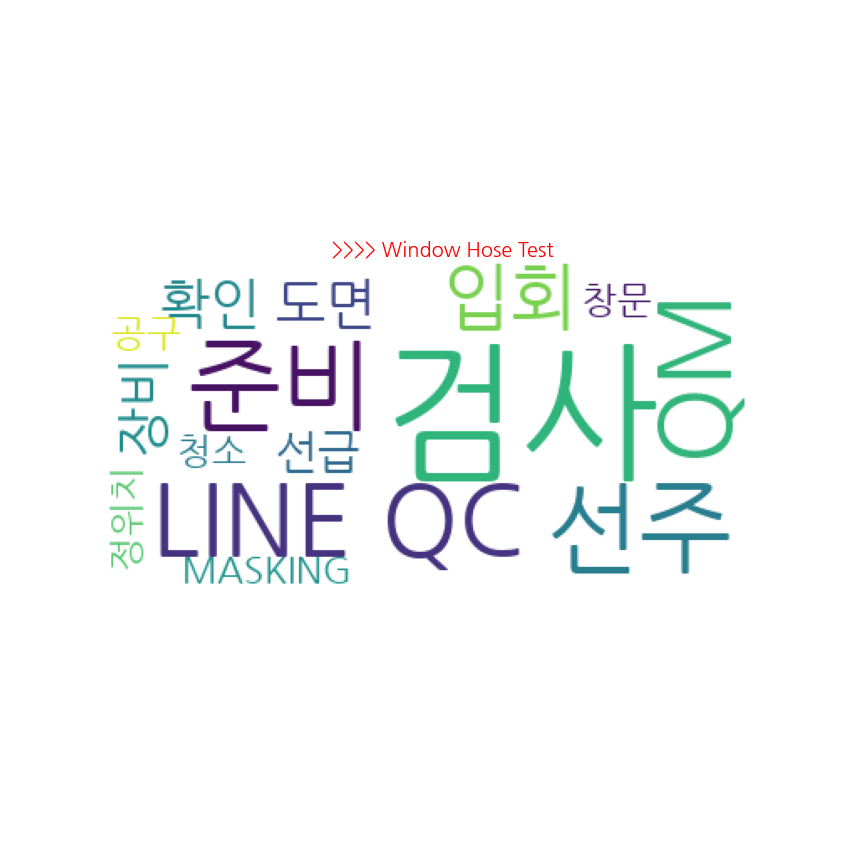 >>>> Window Hose Test
확인 도면 입회 창문
공구
장비 준비 검사 QM
청소 선급
정위치 LINE QC 선주
MASKING